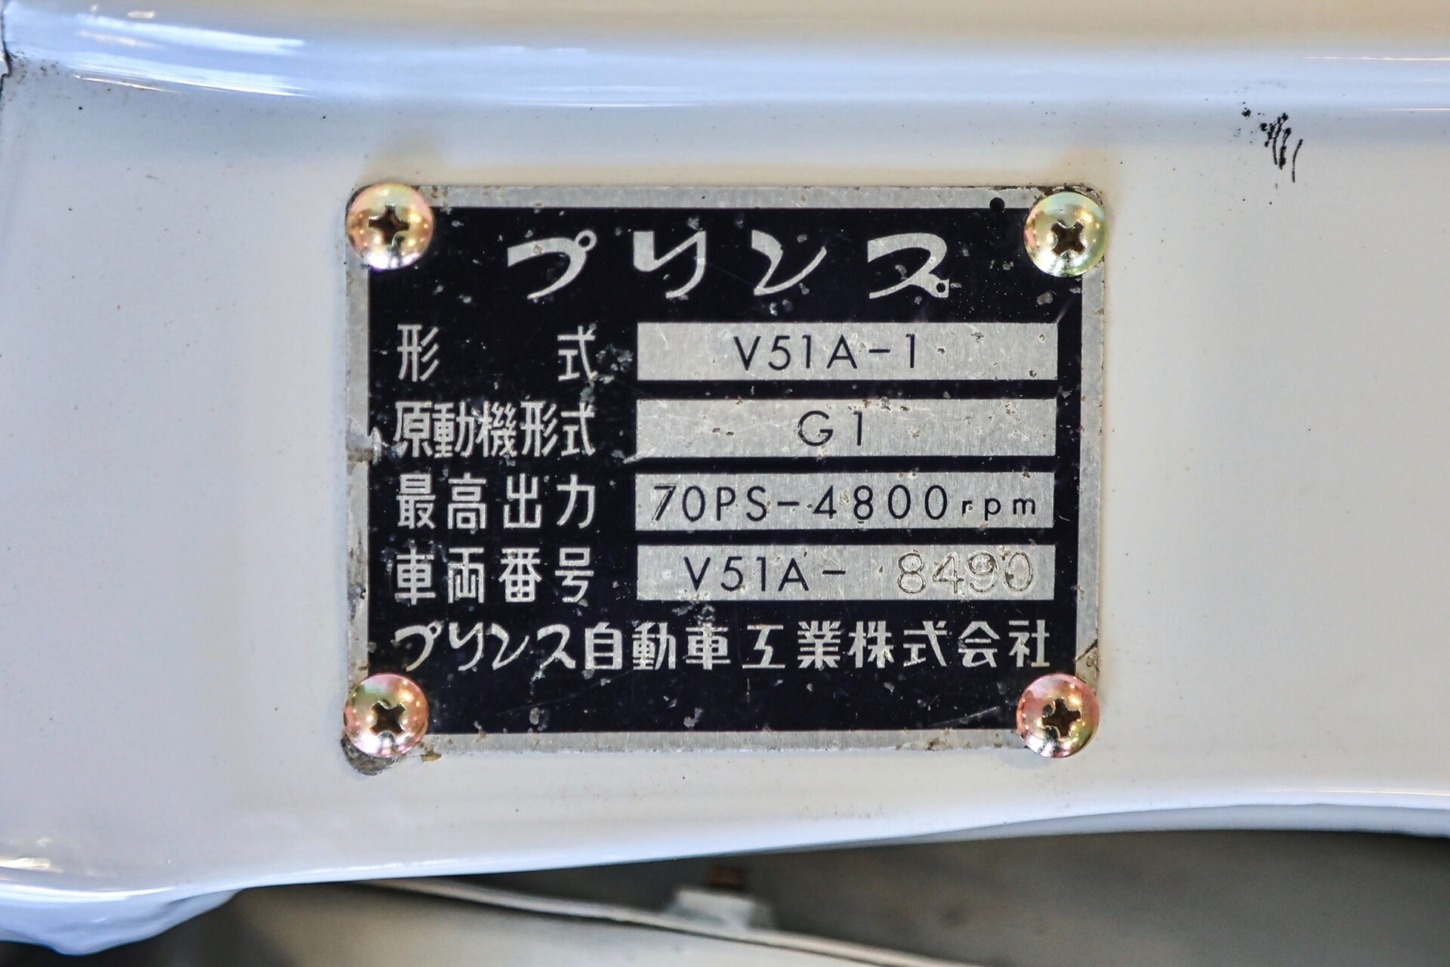 プリンス
形式 V51A-1
原動機形式 G1
最高出力 70PS-4800rpm
車両番号 V51A-8490
プリンス自動車工業株式会社